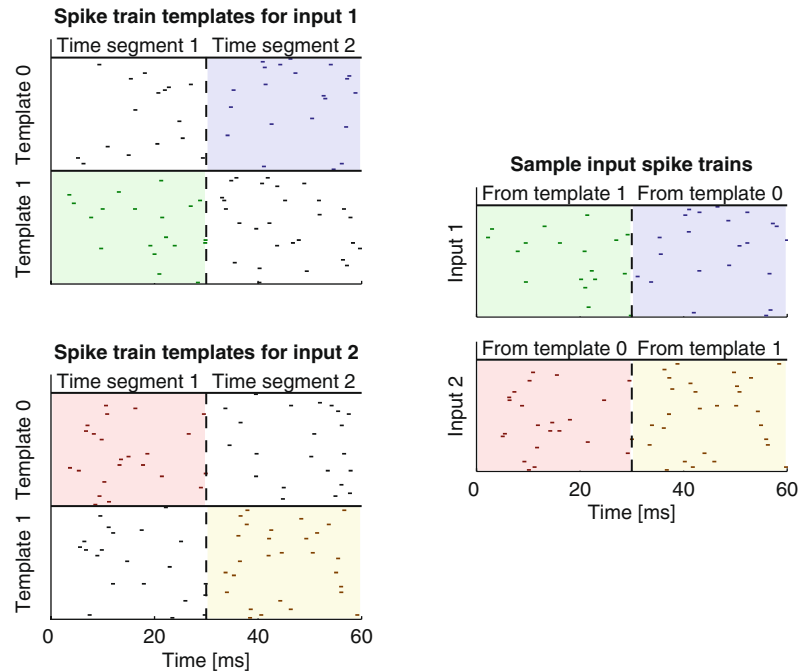 Spike train templates for input 1
Time segment 1 Time segment 2
Template 0
Template 1
Spike train templates for input 2
Time segment 1 Time segment 2
Template 0
Template 1
0 20 40 60
Time [ms]
Sample input spike trains
From template 1 From template 0
Input 1
From template 0 From template 1
Input 2
0 20 40 60
Time [ms]